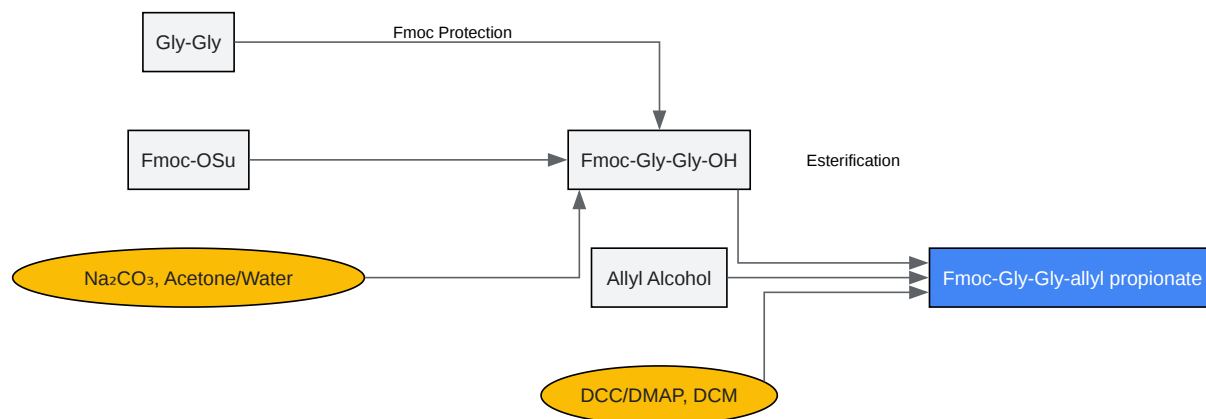 Gly-Gly
Fmoc Protection
Fmoc-OSu
Fmoc-Gly-Gly-OH
Esterification
Na₂CO₃, Acetone/Water
Allyl Alcohol
Fmoc-Gly-Gly-allyl propionate
DCC/DMAP, DCM